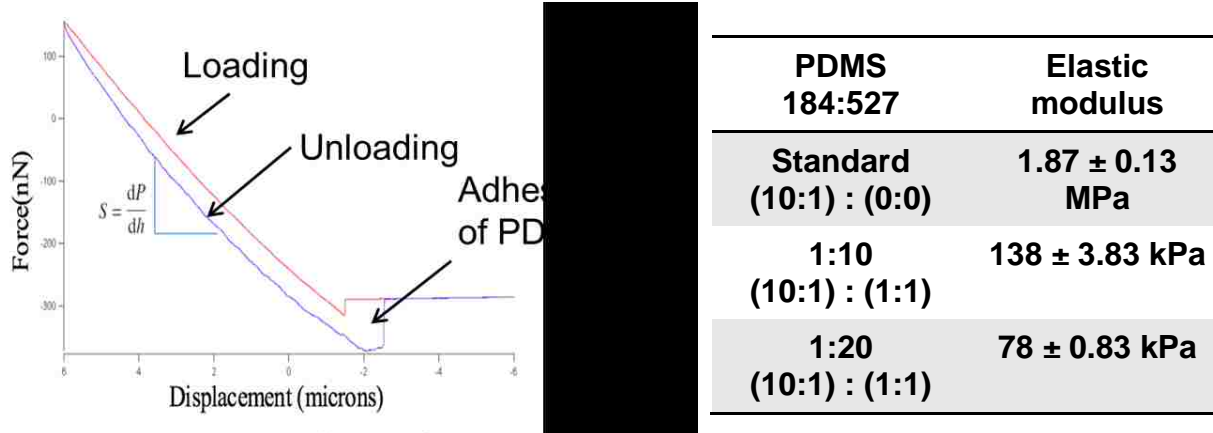 Loading
Unloading
Adhes
of PD
S = dP
dh
Force(nN)
100
0
-100
-200
-300
6 4 2 0 -2 -4 -6
Displacement (microns)
PDMS Elastic
184:527 modulus
Standard 1.87 ± 0.13
(10:1) : (0:0) MPa
1:10 138 ± 3.83 kPa
(10:1) : (1:1)
1:20 78 ± 0.83 kPa
(10:1) : (1:1)